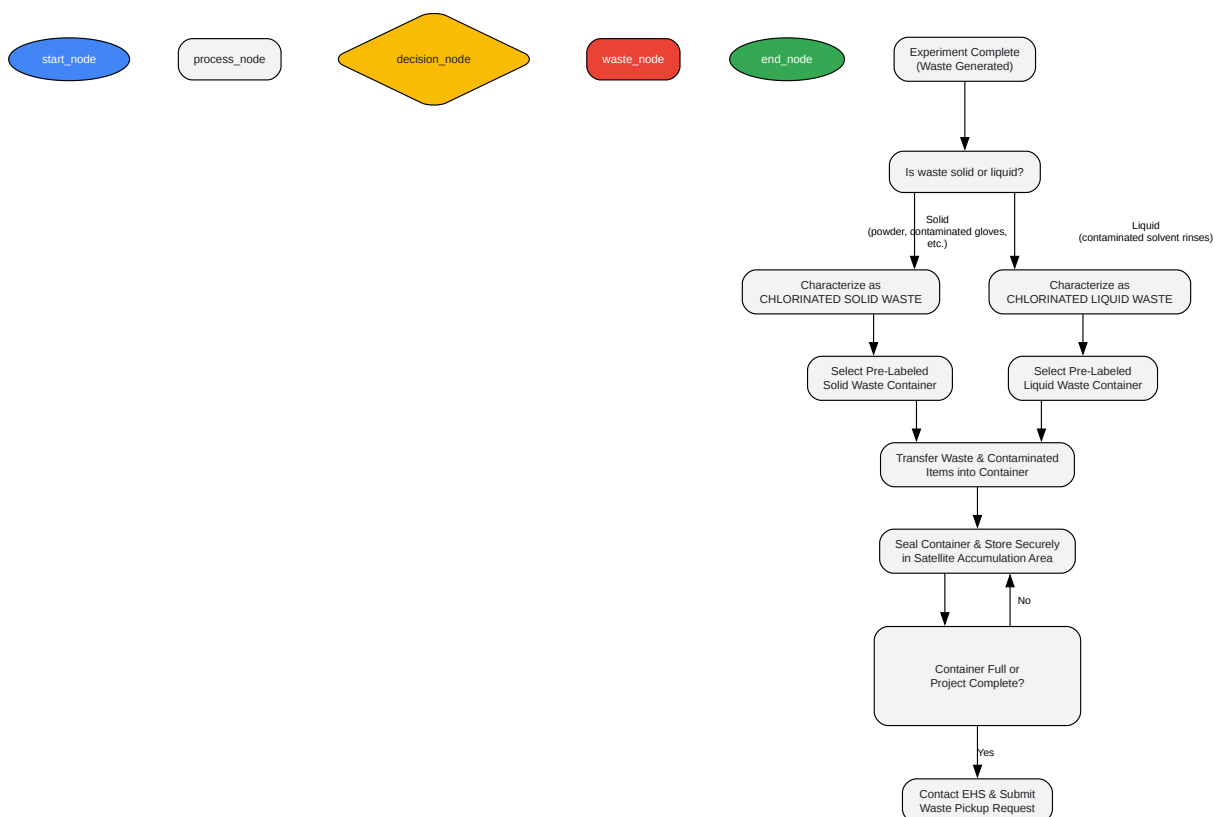 start_node
process_node
decision_node
waste_node
end_node
Experiment Complete
(Waste Generated)
Is waste solid or liquid?
Solid
(powder, contaminated gloves,
etc.)
Liquid
(contaminated solvent rinses)
Characterize as
CHLORINATED SOLID WASTE
Characterize as
CHLORINATED LIQUID WASTE
Select Pre-Labeled
Solid Waste Container
Select Pre-Labeled
Liquid Waste Container
Transfer Waste & Contaminated
Items into Container
Seal Container & Store Securely
in Satellite Accumulation Area
No
Container Full or
Project Complete?
Yes
Contact EHS & Submit
Waste Pickup Request